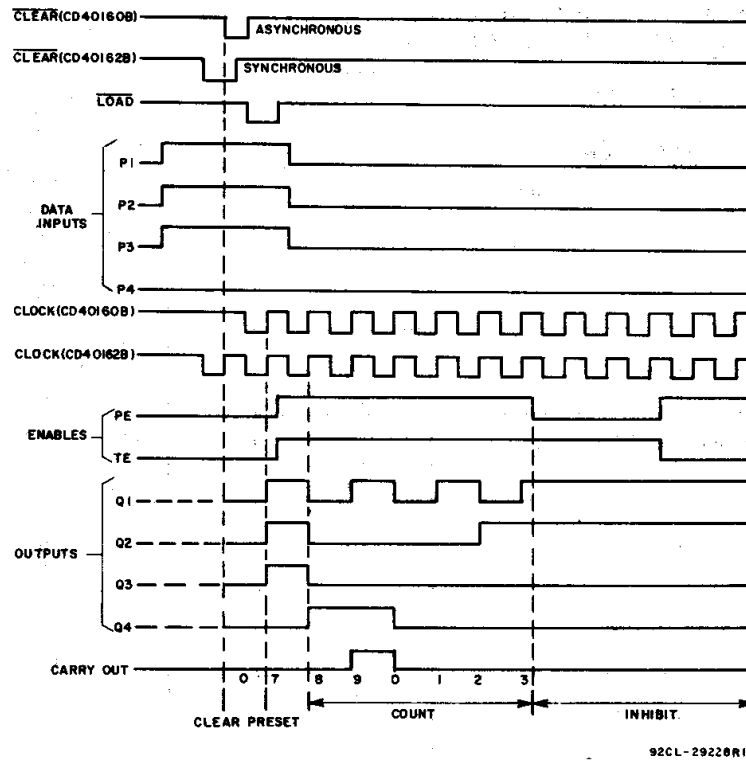 CLEAR(CD40160B)
ASYNCHRONOUS
CLEAR(CD40162B)
SYNCHRONOUS
LOAD
P1
P2
DATA
INPUTS
P3
P4
CLOCK(CD40160B)
CLOCK(CD40162B)
PE
ENABLES
TE
Q1
Q2
OUTPUTS
Q3
Q4
CARRY OUT
0 7 8 9 0 1 2 3
COUNT
INHIBIT
CLEAR PRESET
92CL-29228R1